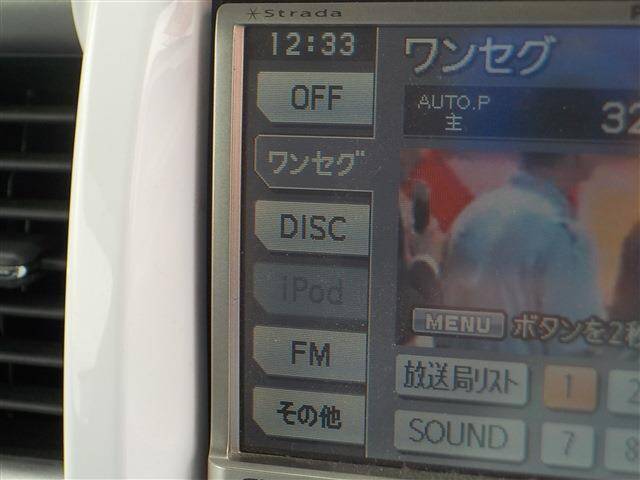 Strada
12:33
ワンセグ
OFF
AUTO.P
主
32
ワンセグ
DISC
iPod
MENU ボタンを2秒
FM
放送局リスト 1 2
その他
SOUND 7 8